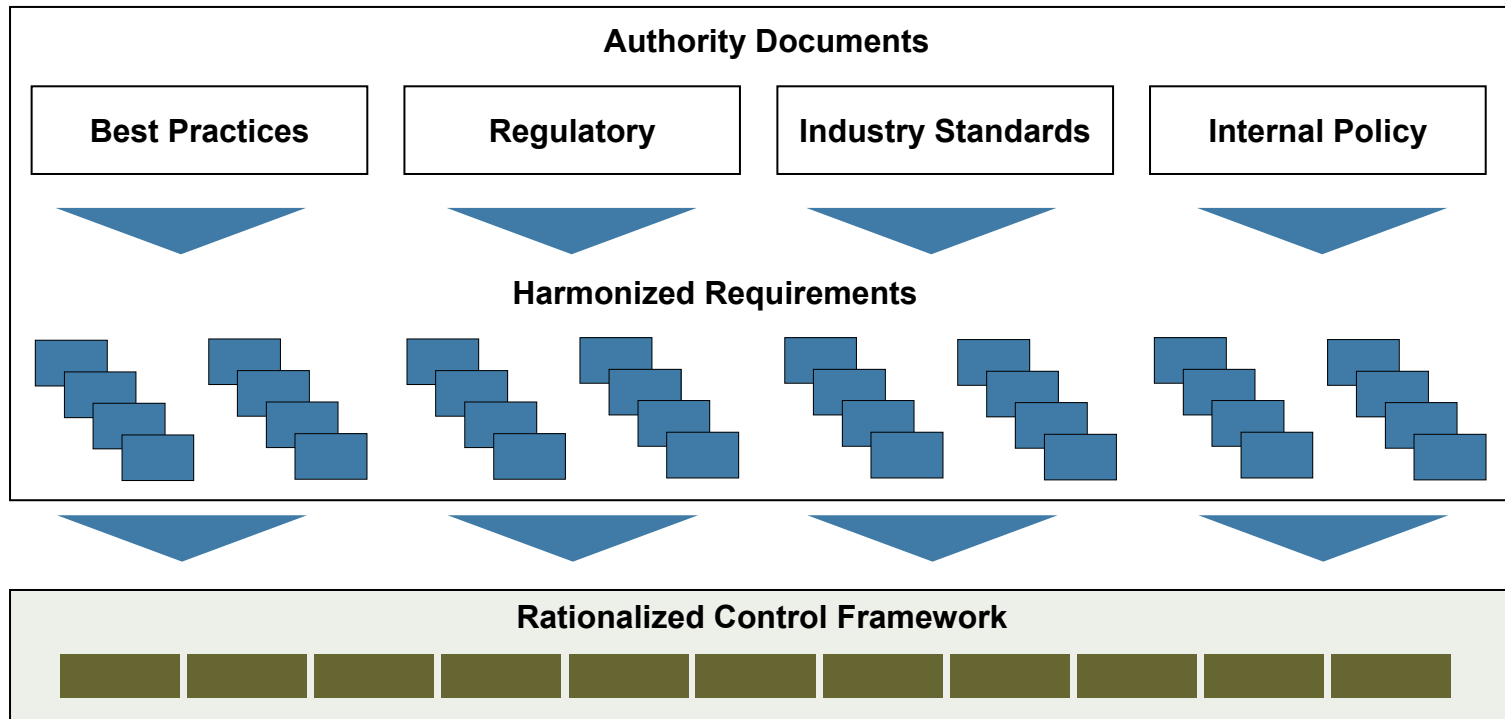 Authority Documents
Best Practices
Regulatory
Industry Standards
Internal Policy
Harmonized Requirements
Rationalized Control Framework